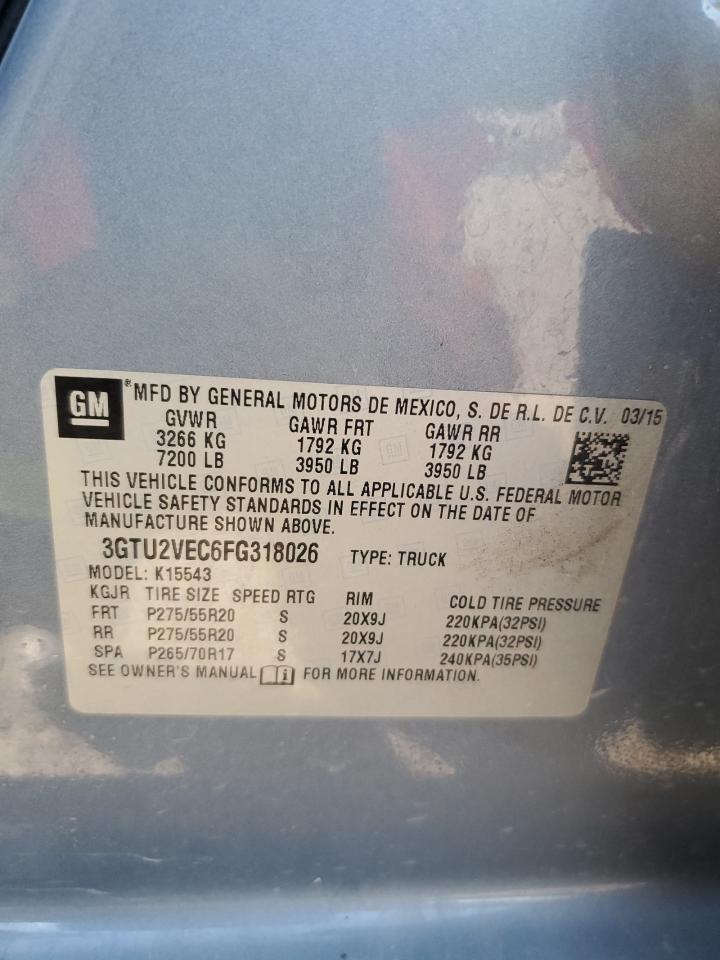 GM ® MFD BY GENERAL MOTORS DE MEXICO, S. DE R.L. DE C.V. 03/15
GVWR GAWR FRT GAWR RR
3266 KG 1792 KG 1792 KG
7200 LB 3950 LB 3950 LB
THIS VEHICLE CONFORMS TO ALL APPLICABLE U.S. FEDERAL MOTOR
VEHICLE SAFETY STANDARDS IN EFFECT ON THE DATE OF
MANUFACTURE SHOWN ABOVE.
3GTU2VEC6FG318026 TYPE: TRUCK
MODEL: K15543
KGJR TIRE SIZE SPEED RTG RIM COLD TIRE PRESSURE
FRT P275/55R20 S 20X9J 220KPA(32PSI)
RR P275/55R20 S 20X9J 220KPA(32PSI)
SPA P265/70R17 S 17X7J 240KPA(35PSI)
SEE OWNER'S MANUAL i FOR MORE INFORMATION.